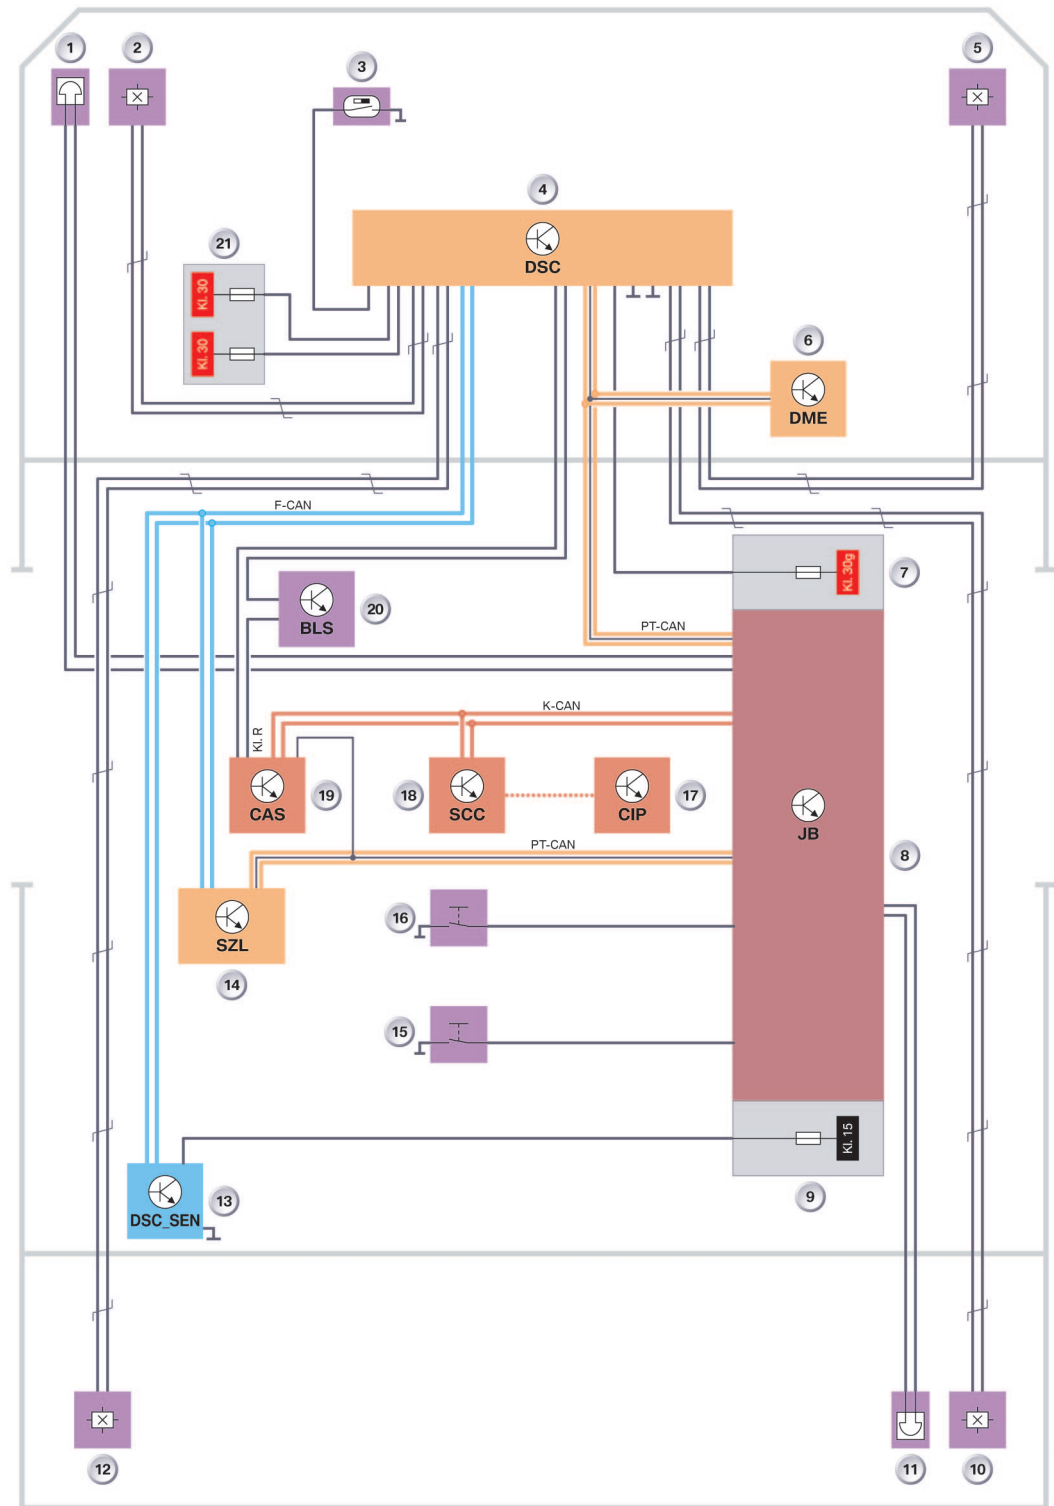 1
2
3
5
4
DSC
21
Kl. 30
Kl. 30
6
DME
F-CAN
7
Kl. 30g
BLS
20
PT-CAN
K-CAN
Kl. R
CAS
19
18
SCC
CIP
17
JB
8
PT-CAN
16
SZL
14
15
Kl. 15
9
DSC_SEN
13
12
11
10